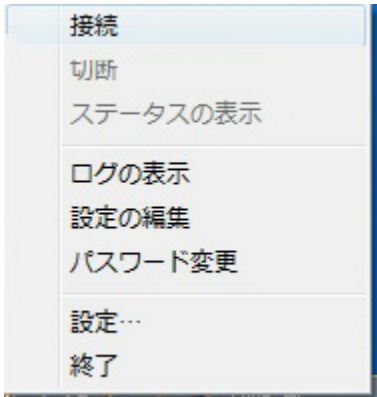 接続
切断
ステータスの表示
ログの表示
設定の編集
パスワード変更
設定…
終了